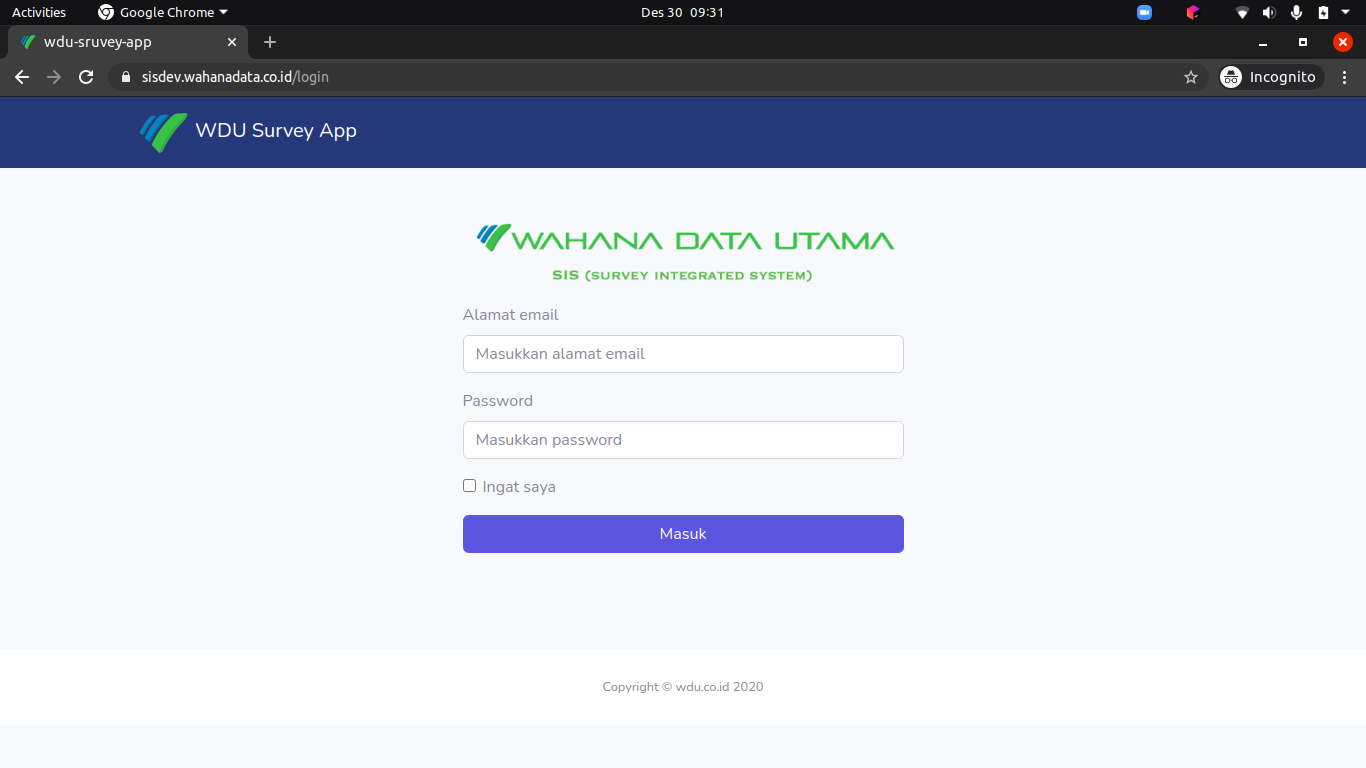 Activities
Google Chrome
Des 30 09:31
wdu-sruvey-app
sisdev.wahanadata.co.id/login
Incognito
WDU Survey App
WAHANA DATA UTAMA
SIS (SURVEY INTEGRATED SYSTEM)
Alamat email
Masukkan alamat email
Password
Masukkan password
Ingat saya
Masuk
Copyright © wdu.co.id 2020